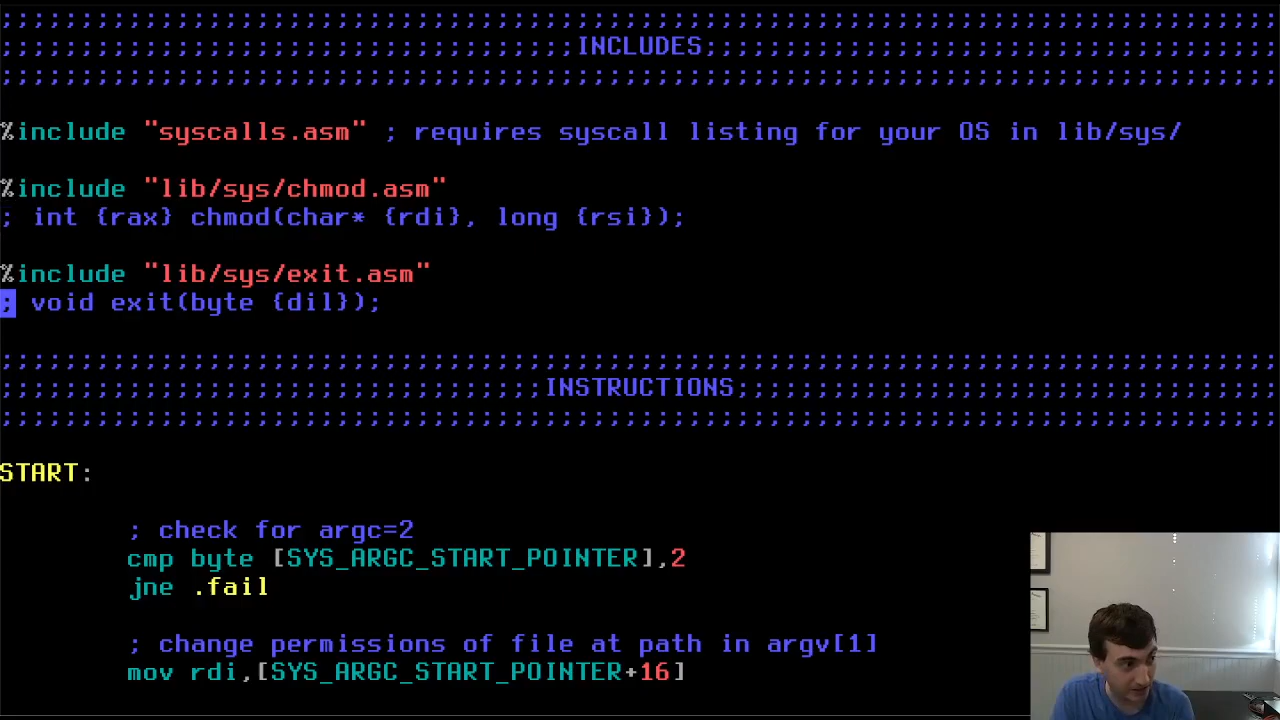 ;;;;;;;;;;;;;;;;;;;;;;;;;;;;;;;;;;;;;;;;;;;;;;;;;;;;;;;;;;;;;;;;;;;;;;;;;;;;;;;;
;;;;;;;;;;;;;;;;;;;;;;;;;;;;;;;;;;;;INCLUDES;;;;;;;;;;;;;;;;;;;;;;;;;;;;;;;;;;;;
;;;;;;;;;;;;;;;;;;;;;;;;;;;;;;;;;;;;;;;;;;;;;;;;;;;;;;;;;;;;;;;;;;;;;;;;;;;;;;;;
%include "syscalls.asm" ; requires syscall listing for your OS in lib/sys/
%include "lib/sys/chmod.asm"
; int {rax} chmod(char* {rdi}, long {rsi});
%include "lib/sys/exit.asm"
; void exit(byte {dil});
;;;;;;;;;;;;;;;;;;;;;;;;;;;;;;;;;;;;;;;;;;;;;;;;;;;;;;;;;;;;;;;;;;;;;;;;;;;;;;;;
;;;;;;;;;;;;;;;;;;;;;;;;;;;;;;;;;;INSTRUCTIONS;;;;;;;;;;;;;;;;;;;;;;;;;;;;;;;;;;
;;;;;;;;;;;;;;;;;;;;;;;;;;;;;;;;;;;;;;;;;;;;;;;;;;;;;;;;;;;;;;;;;;;;;;;;;;;;;;;;
START:
; check for argc=2
cmp byte [SYS_ARGC_START_POINTER],2
jne .fail
; change permissions of file at path in argv[1]
mov rdi,[SYS_ARGC_START_POINTER+16]